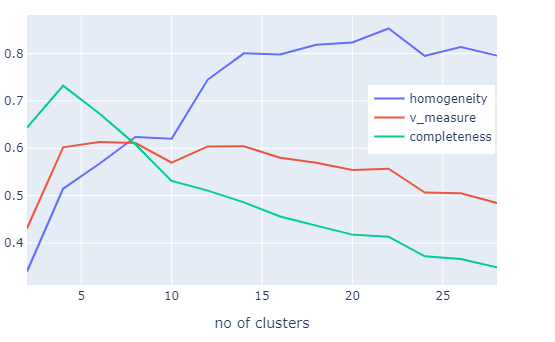 0.8
0.7
0.6
0.5
0.4
homogeneity
v_measure
completeness
5 10 15 20 25
no of clusters